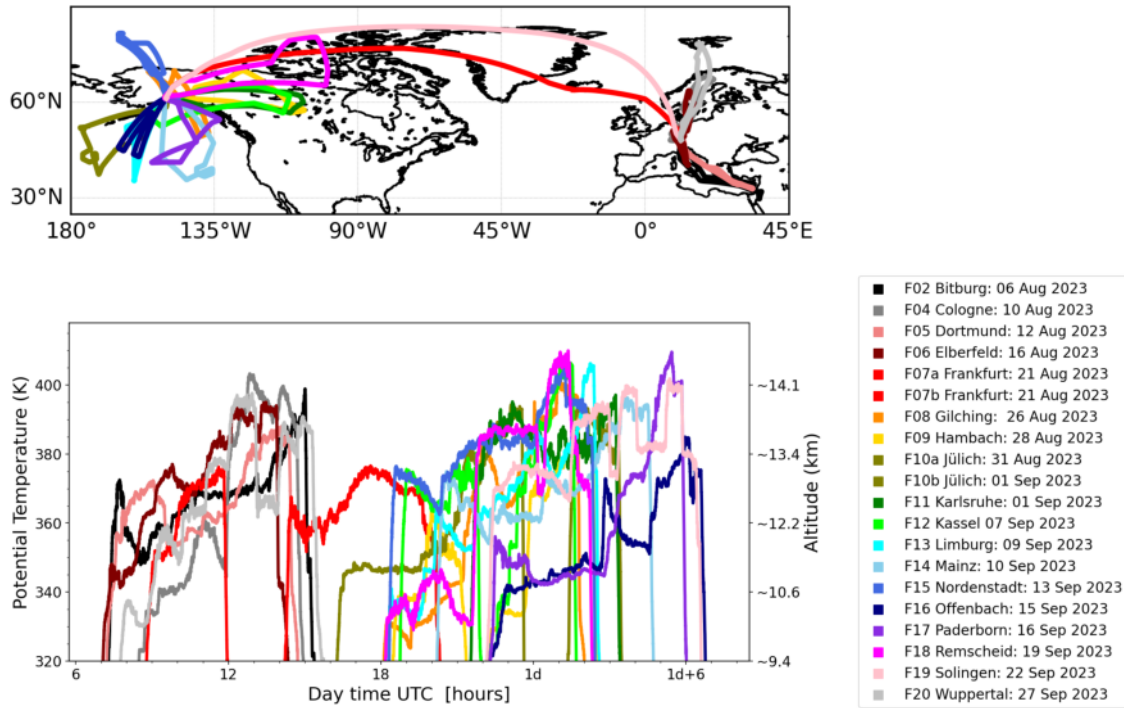 60°N
30°N
180°
135°W
90°W
45°W
0°
45°E
Potential Temperature (K)
400
380
360
340
320
6
12
18
1d
1d+6
Day time UTC [hours]
~14.1
~13.4
~12.2
~10.6
~9.4
Altitude (km)
F02 Bitburg: 06 Aug 2023
F04 Cologne: 10 Aug 2023
F05 Dortmund: 12 Aug 2023
F06 Elberfeld: 16 Aug 2023
F07a Frankfurt: 21 Aug 2023
F07b Frankfurt: 21 Aug 2023
F08 Gilching: 26 Aug 2023
F09 Hambach: 28 Aug 2023
F10a Jülich: 31 Aug 2023
F10b Jülich: 01 Sep 2023
F11 Karlsruhe: 01 Sep 2023
F12 Kassel 07 Sep 2023
F13 Limburg: 09 Sep 2023
F14 Mainz: 10 Sep 2023
F15 Nordenstadt: 13 Sep 2023
F16 Offenbach: 15 Sep 2023
F17 Paderborn: 16 Sep 2023
F18 Remscheid: 19 Sep 2023
F19 Solingen: 22 Sep 2023
F20 Wuppertal: 27 Sep 2023